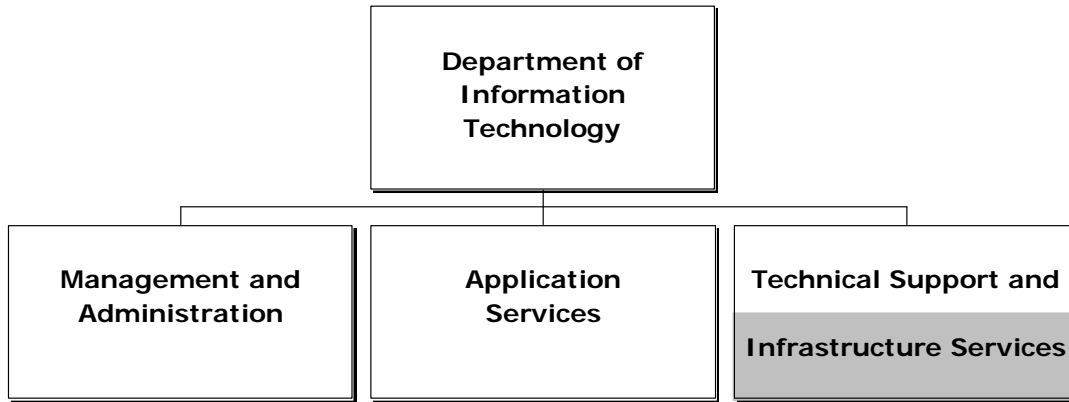 Department of
Information
Technology
Management and
Administration
Application
Services
Technical Support and
Infrastructure Services